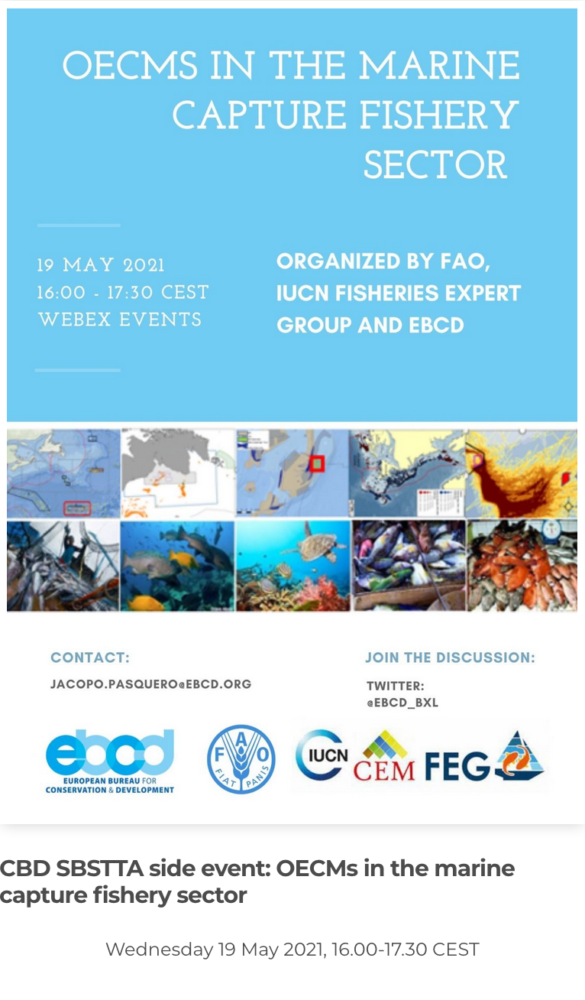 OECMS IN THE MARINE
CAPTURE FISHERY
SECTOR
19 MAY 2021
16:00 - 17:30 CEST
WEBEX EVENTS
ORGANIZED BY FAO,
IUCN FISHERIES EXPERT
GROUP AND EBCD
CONTACT:
JACOPO.PASQUERO@EBCD.ORG
JOIN THE DISCUSSION:
TWITTER:
@EBCD_BXL
ebcd
EUROPEAN BUREAU FOR
CONSERVATION & DEVELOPMENT
FAO
FIAT PANIS
IUCN
CEM
FEG
CBD SBSTTA side event: OECMs in the marine
capture fishery sector
Wednesday 19 May 2021, 16.00-17.30 CEST